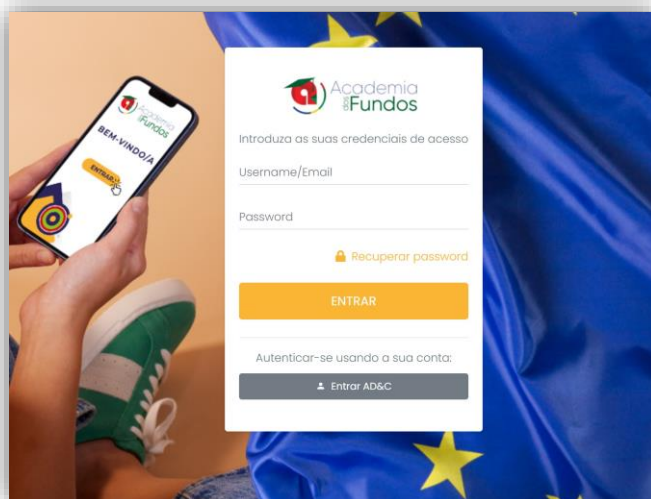 Academia
dos Fundos
BEM-VINDO/A
ENTRAR
Academia
dos Fundos
Introduza as suas credenciais de acesso
Username/Email
Password
Recuperar password
ENTRAR
Autenticar-se usando a sua conta:
Entrar AD&C